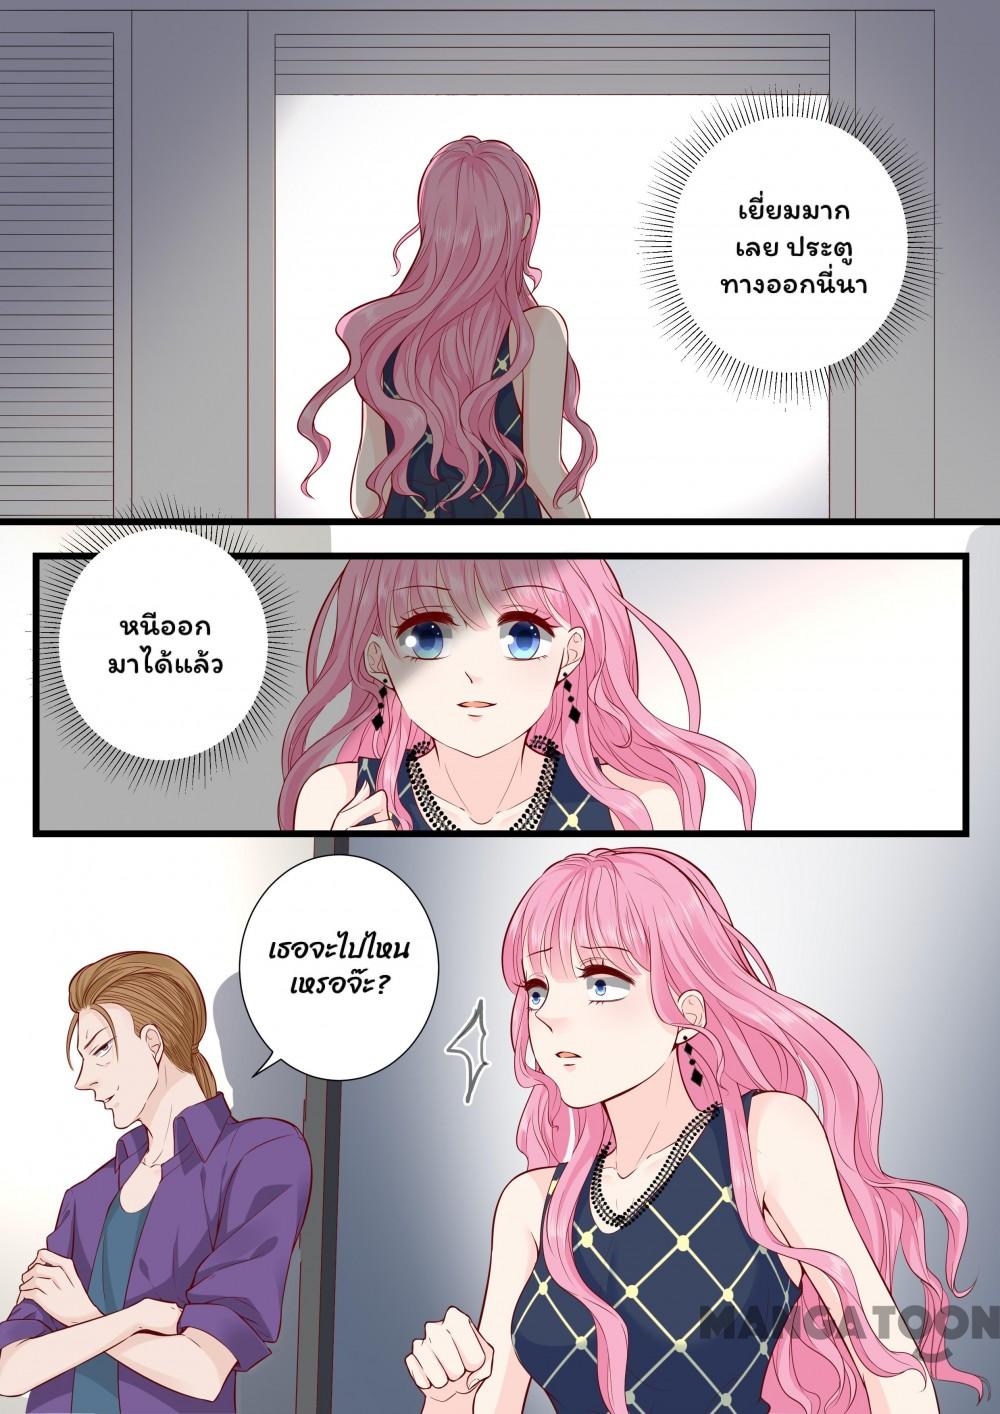 เยี่ยมมาก
เลย ประตู
ทางออกนี่นา
หนีออก
มาได้แล้ว
เธอจะไปไหน
เหรอจ๊ะ?
MANGATOON